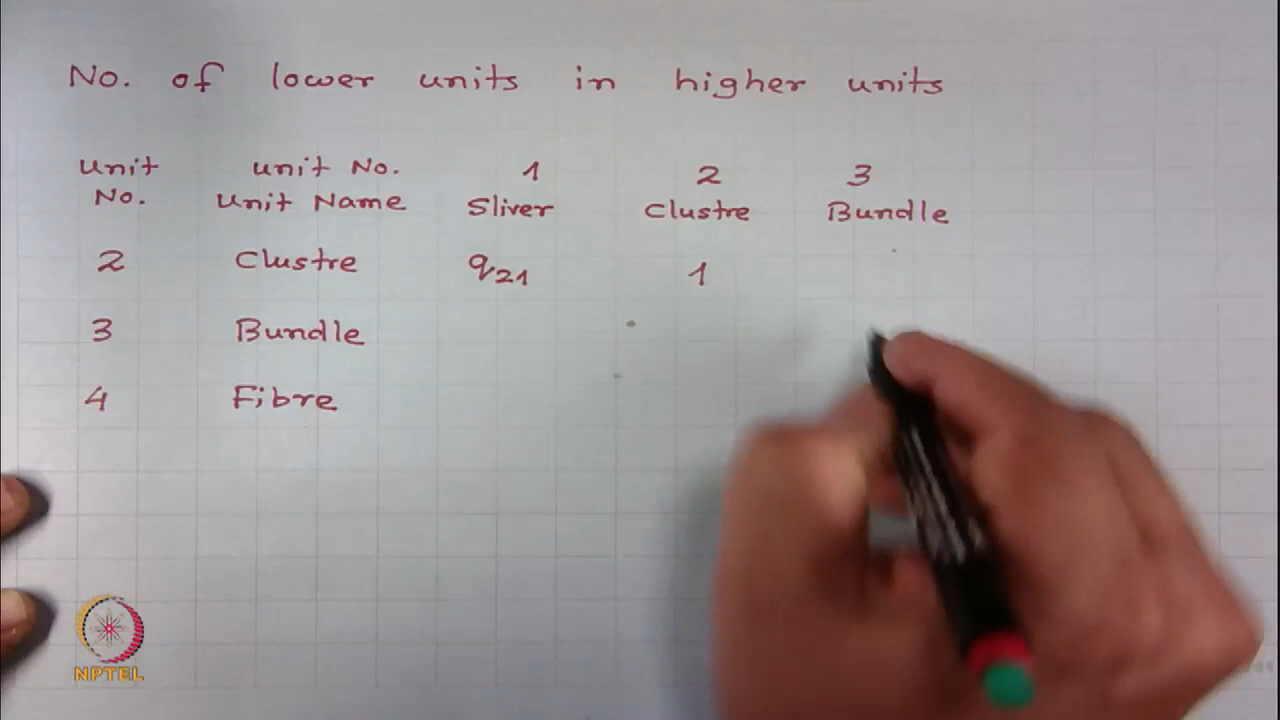 No. of lower units in higher units
Unit No. unit No. 1 2 3
Unit Name Sliver Clustre Bundle
2 Clustre q21 1
3 Bundle
4 Fibre
NPTEL